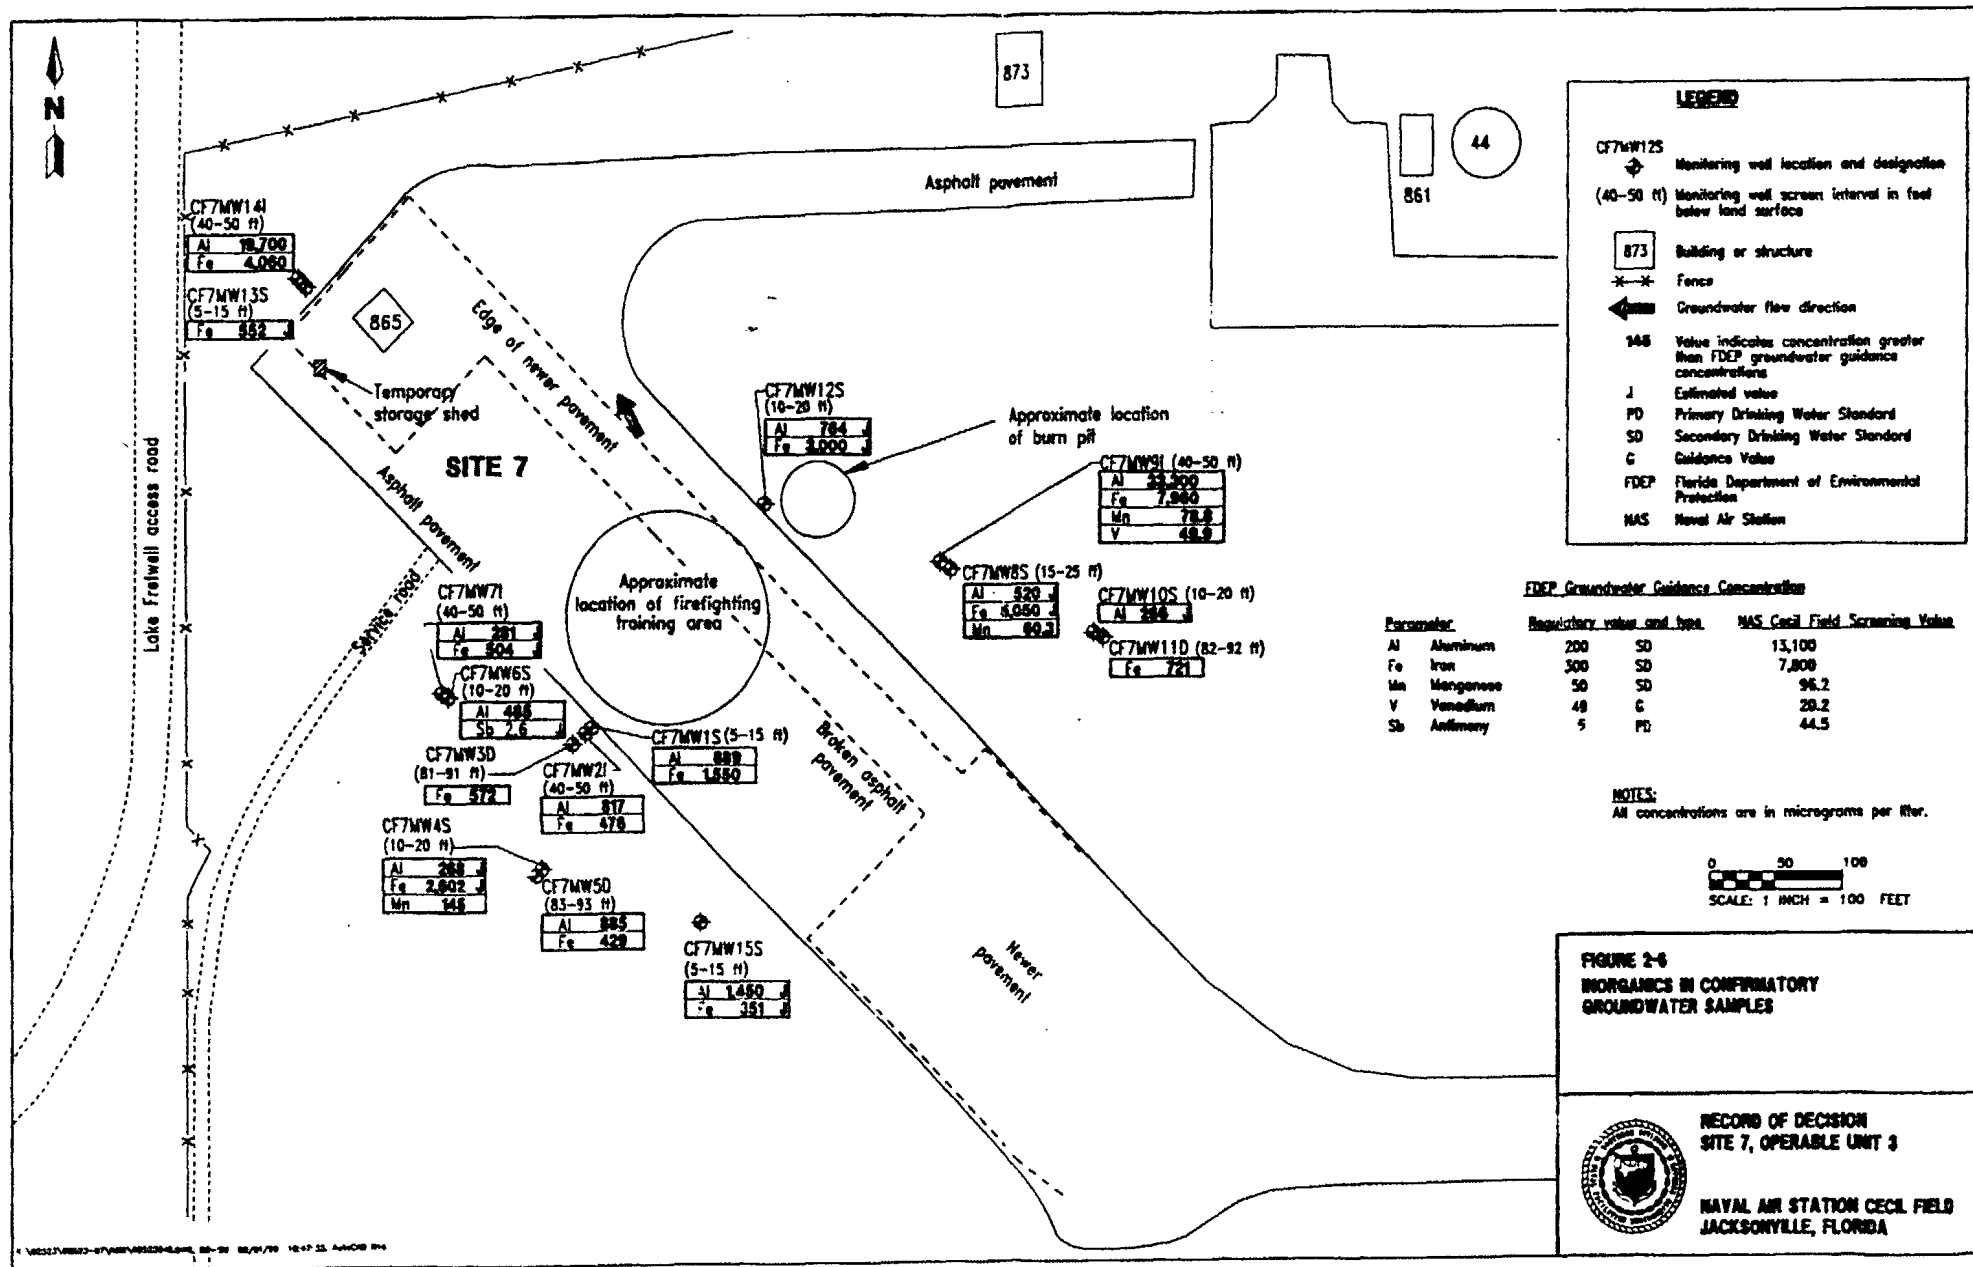 N
873
44
861
Asphalt pavement
CF7MW14I
(40-50 ft)
Al 19,700
Fe 4,060
CF7MW13S
(5-15 ft)
Fe 552 J
865
Temporary
storage shed
Edge of newer pavement
SITE 7
Asphalt pavement
Lake Fretwell access road
Service road
CF7MW12S
(10-20 ft)
Al 764 J
Fe 3,000 J
Approximate location
of burn pit
CF7MW9I (40-50 ft)
Al
Fe 7,960
Mn 78.8
V 49.9
CF7MW8S (15-25 ft)
Al 520 J
Fe J
Mn 60.3
CF7MW10S (10-20 ft)
Al J
CF7MW11D (82-92 ft)
Fe 721
Approximate
location of firefighting
training area
CF7MW7I
(40-50 ft)
Al J
Fe 504 J
CF7MW6S
(10-20 ft)
Al
Sb 2.6 J
CF7MW3D
(81-91 ft)
Fe 572
CF7MW2I
(40-50 ft)
Al 817
Fe 476
CF7MW1S (5-15 ft)
Al
Fe 1,550
CF7MW4S
(10-20 ft)
Al J
Fe J
Mn 146
CF7MW5D
(83-93 ft)
Al 885
Fe 429
CF7MW15S
(5-15 ft)
Al 1,450 J
Fe 351 J
Broken asphalt
pavement
Newer
pavement
LEGEND
CF7MW12S
Monitoring well location and designation
(40-50 ft) Monitoring well screen interval in feet
below land surface
873 Building or structure
Fence
Groundwater flow direction
146 Value indicates concentration greater
than FDEP groundwater guidance
concentrations
J Estimated value
PD Primary Drinking Water Standard
SD Secondary Drinking Water Standard
G Guidance Value
FDEP Florida Department of Environmental
Protection
NAS Naval Air Station
FDEP Groundwater Guidance Concentration
Parameter Regulatory value and type NAS Cecil Field Screening Value
Al Aluminum 200 SD 13,100
Fe Iron 300 SD 7,800
Mn Manganese 50 SD 96.2
V Vanadium 49 G 20.2
Sb Antimony PD 44.5
NOTES:
All concentrations are in micrograms per liter.
0 50 100
SCALE: 1 INCH = 100 FEET
FIGURE 2-6
INORGANICS IN CONFIRMATORY
GROUNDWATER SAMPLES
RECORD OF DECISION
SITE 7, OPERABLE UNIT 3
NAVAL AIR STATION CECIL FIELD
JACKSONVILLE, FLORIDA